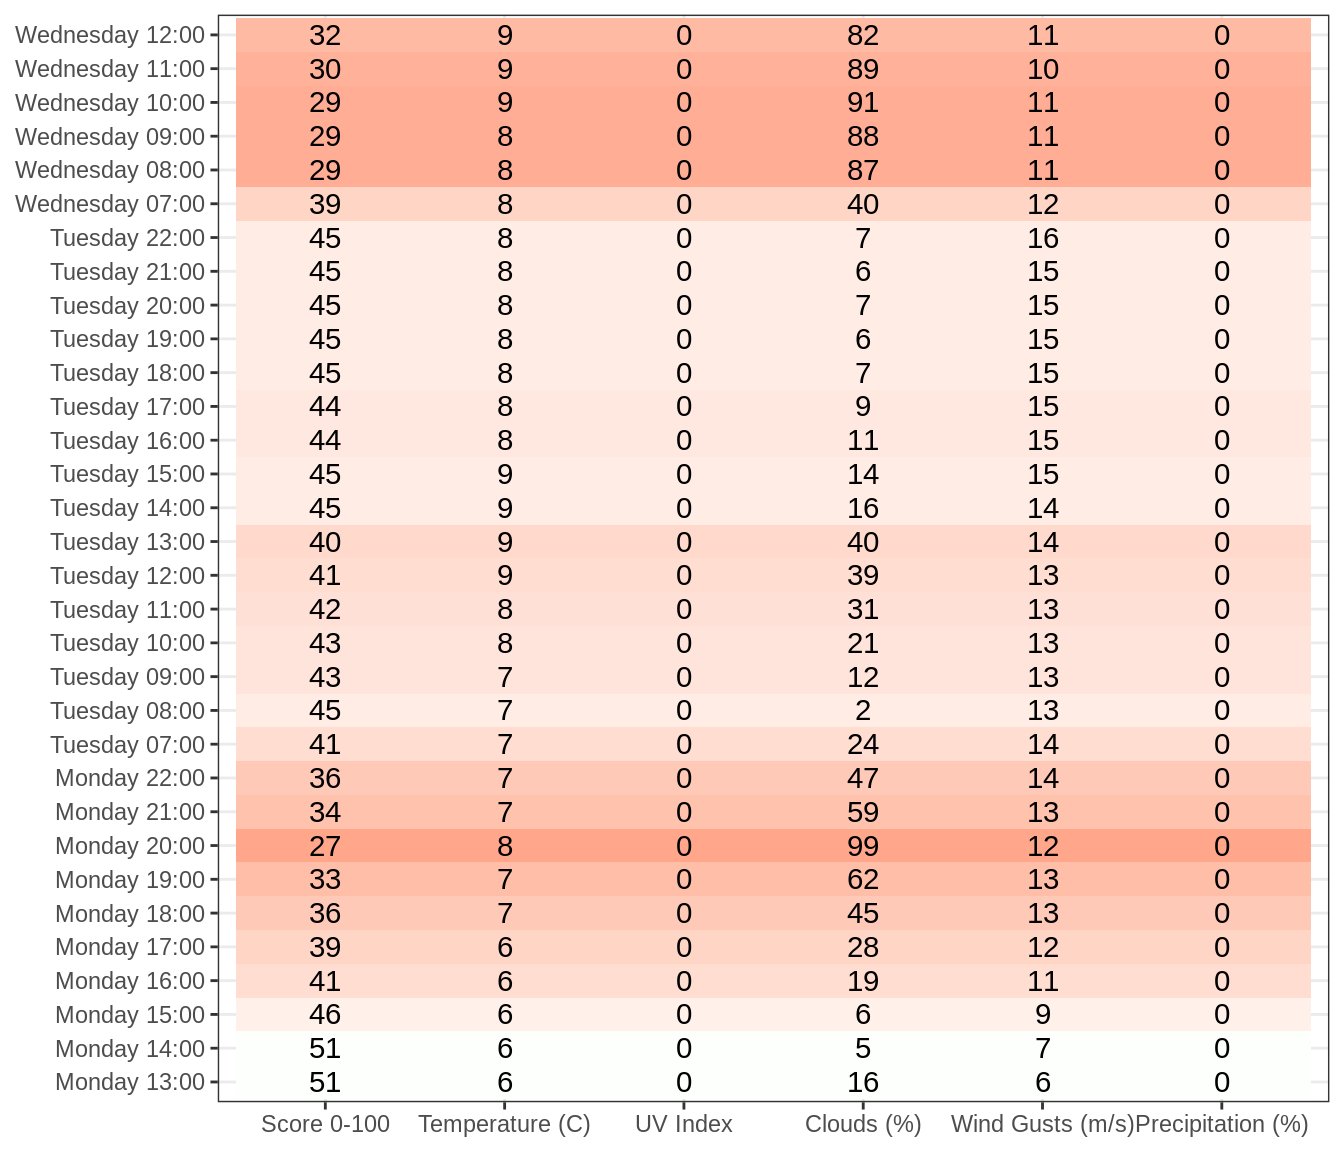 Wednesday 12:00 32 9 0 82 11 0
Wednesday 11:00 30 9 0 89 10 0
Wednesday 10:00 29 9 0 91 11 0
Wednesday 09:00 29 8 0 88 11 0
Wednesday 08:00 29 8 0 87 11 0
Wednesday 07:00 39 8 0 40 12 0
Tuesday 22:00 45 8 0 7 16 0
Tuesday 21:00 45 8 0 6 15 0
Tuesday 20:00 45 8 0 7 15 0
Tuesday 19:00 45 8 0 6 15 0
Tuesday 18:00 45 8 0 7 15 0
Tuesday 17:00 44 8 0 9 15 0
Tuesday 16:00 44 8 0 11 15 0
Tuesday 15:00 45 9 0 14 15 0
Tuesday 14:00 45 9 0 16 14 0
Tuesday 13:00 40 9 0 40 14 0
Tuesday 12:00 41 9 0 39 13 0
Tuesday 11:00 42 8 0 31 13 0
Tuesday 10:00 43 8 0 21 13 0
Tuesday 09:00 43 7 0 12 13 0
Tuesday 08:00 45 7 0 2 13 0
Tuesday 07:00 41 7 0 24 14 0
Monday 22:00 36 7 0 47 14 0
Monday 21:00 34 7 0 59 13 0
Monday 20:00 27 8 0 99 12 0
Monday 19:00 33 7 0 62 13 0
Monday 18:00 36 7 0 45 13 0
Monday 17:00 39 6 0 28 12 0
Monday 16:00 41 6 0 19 11 0
Monday 15:00 46 6 0 6 9 0
Monday 14:00 51 6 0 5 7 0
Monday 13:00 51 6 0 16 6 0
Score 0-100 Temperature (C) UV Index Clouds (%) Wind Gusts (m/s) Precipitation (%)